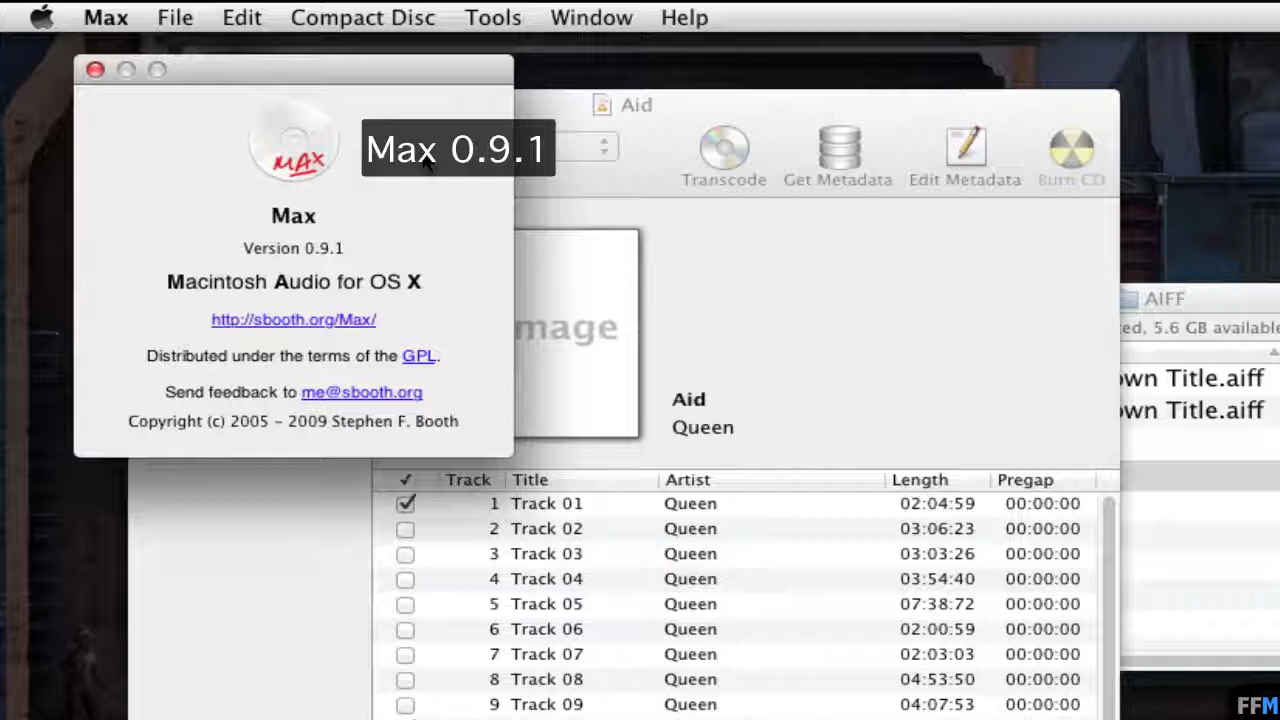 Max File Edit Compact Disc Tools Window Help
Aid
MAX
Max 0.9.1
Transcode Get Metadata Edit Metadata Burn CD
Max
Version 0.9.1
Macintosh Audio for OS X
http://sbooth.org/Max/
Distributed under the terms of the GPL.
Send feedback to me@sbooth.org
Copyright (c) 2005 – 2009 Stephen F. Booth
mage
Aid
Queen
AIFF
ed, 5.6 GB available
own Title.aiff
own Title.aiff
✓ Track Title Artist Length Pregap
1 Track 01 Queen 02:04:59 00:00:00
2 Track 02 Queen 03:06:23 00:00:00
3 Track 03 Queen 03:03:26 00:00:00
4 Track 04 Queen 03:54:40 00:00:00
5 Track 05 Queen 07:38:72 00:00:00
6 Track 06 Queen 02:00:59 00:00:00
7 Track 07 Queen 02:03:03 00:00:00
8 Track 08 Queen 04:53:50 00:00:00
9 Track 09 Queen 04:07:53 00:00:00
FFM